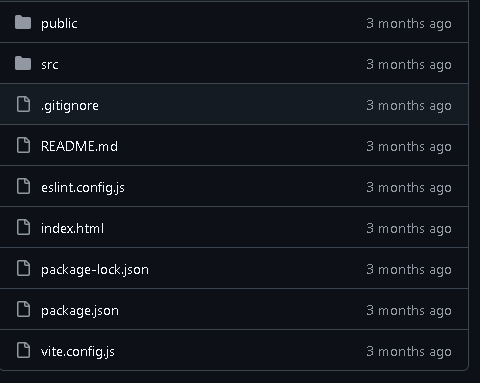 public 3 months ago
src 3 months ago
.gitignore 3 months ago
README.md 3 months ago
eslint.config.js 3 months ago
index.html 3 months ago
package-lock.json 3 months ago
package.json 3 months ago
vite.config.js 3 months ago